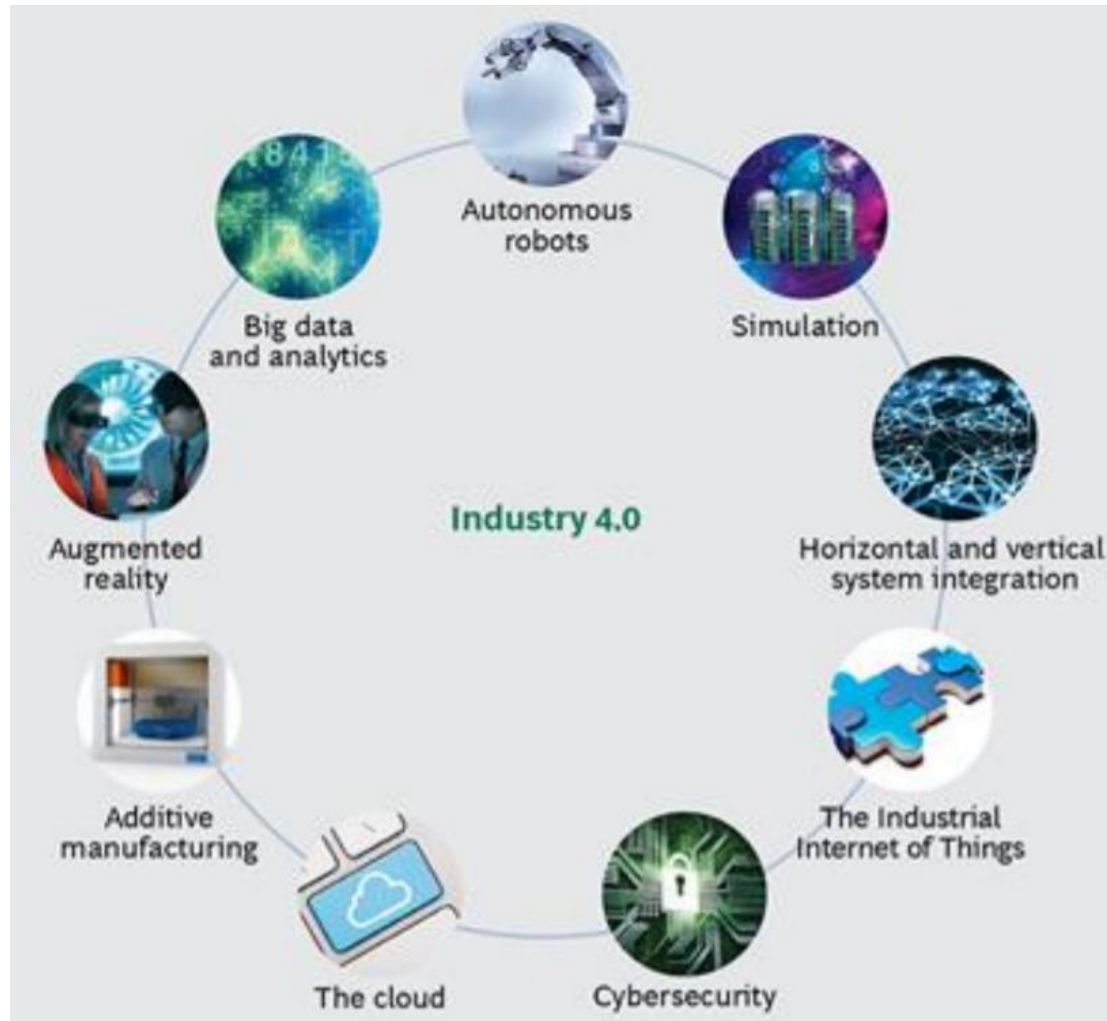 Autonomous
robots
Simulation
Horizontal and vertical
system integration
The Industrial
Internet of Things
Cybersecurity
The cloud
Additive
manufacturing
Augmented
reality
Big data
and analytics
Industry 4.0